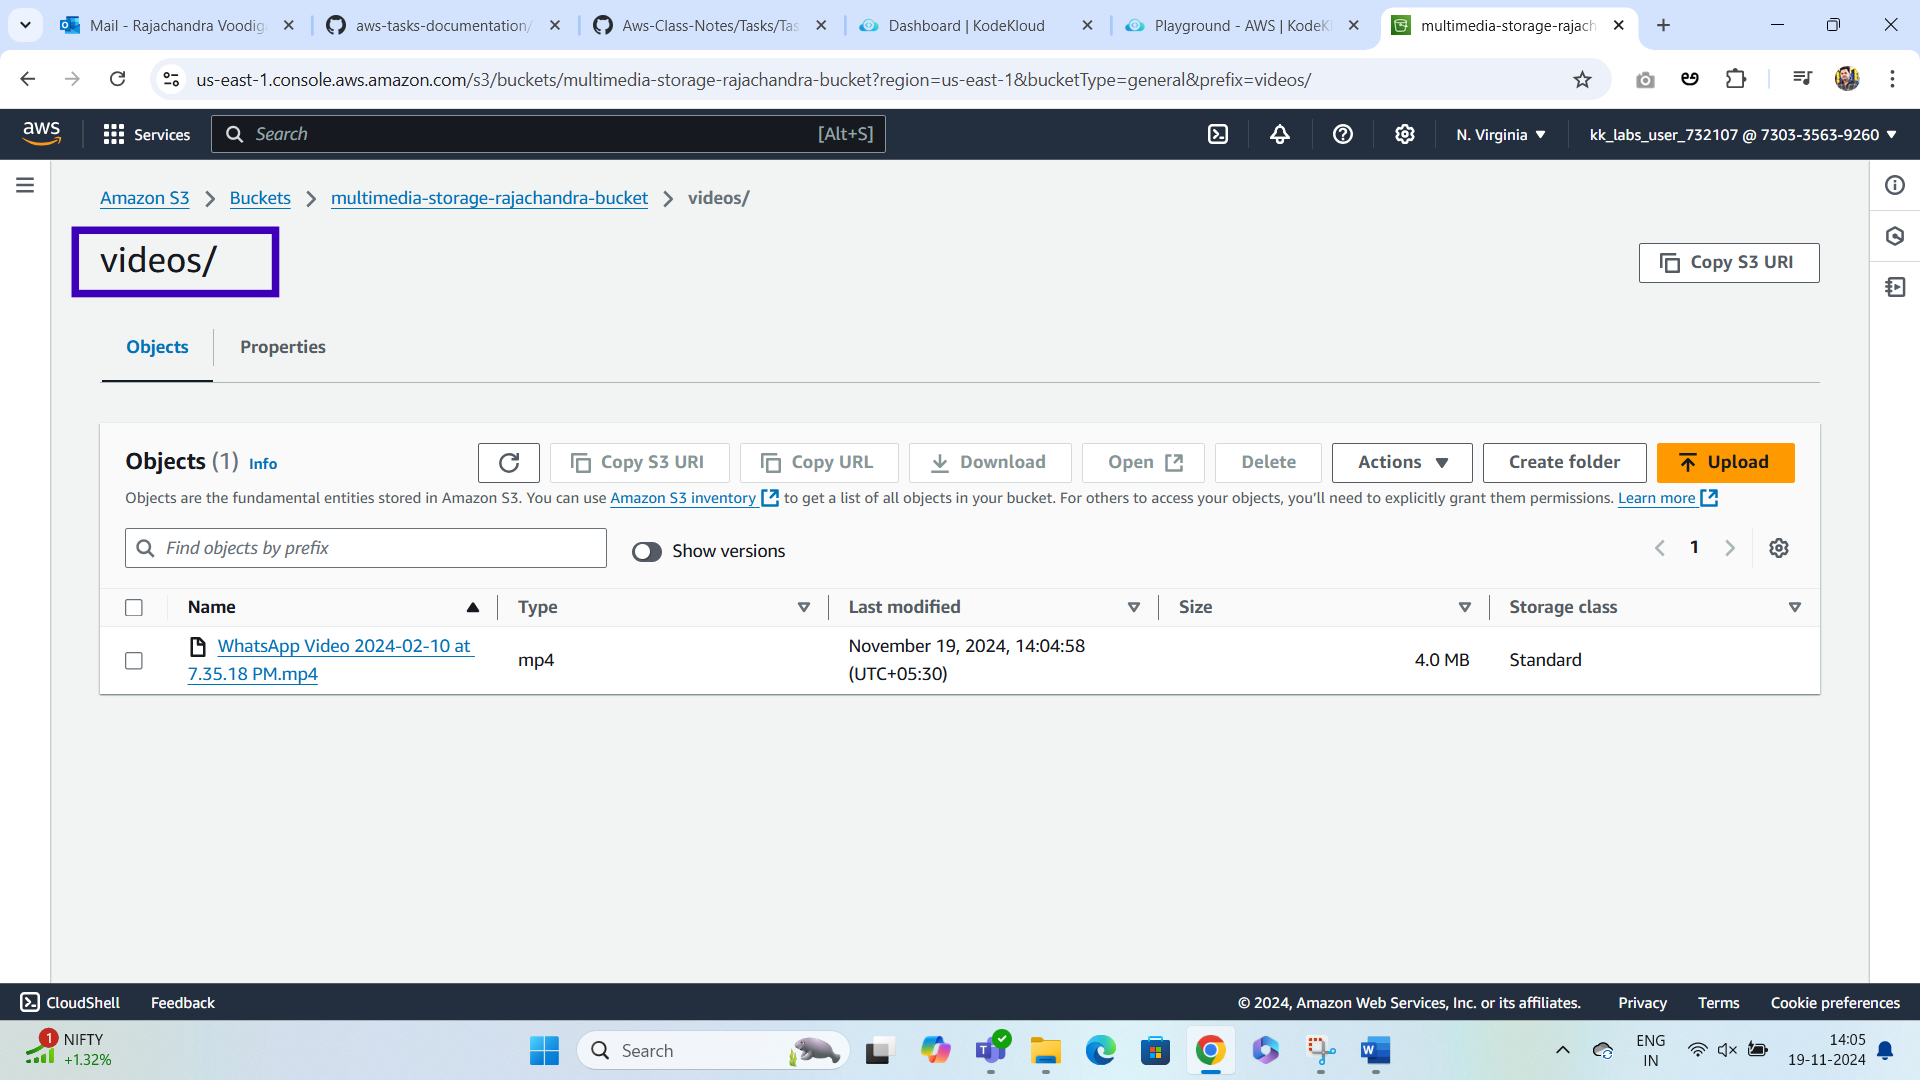 Mail - Rajachandra Voodig
aws-tasks-documentation/
Aws-Class-Notes/Tasks/Tas
Dashboard | KodeKloud
Playground - AWS | KodeKl
multimedia-storage-rajach
us-east-1.console.aws.amazon.com/s3/buckets/multimedia-storage-rajachandra-bucket?region=us-east-1&bucketType=general&prefix=videos/
aws
Services
Search
[Alt+S]
N. Virginia
kk_labs_user_732107 @ 7303-3563-9260
Amazon S3
Buckets
multimedia-storage-rajachandra-bucket
videos/
videos/
Copy S3 URI
Objects
Properties
Objects (1) Info
Copy S3 URI
Copy URL
Download
Open
Delete
Actions
Create folder
Upload
Objects are the fundamental entities stored in Amazon S3. You can use Amazon S3 inventory to get a list of all objects in your bucket. For others to access your objects, you'll need to explicitly grant them permissions. Learn more
Find objects by prefix
Show versions
1
Name
Type
Last modified
Size
Storage class
WhatsApp Video 2024-02-10 at
7.35.18 PM.mp4
mp4
November 19, 2024, 14:04:58
(UTC+05:30)
4.0 MB
Standard
CloudShell
Feedback
© 2024, Amazon Web Services, Inc. or its affiliates.
Privacy
Terms
Cookie preferences
1
NIFTY
+1.32%
Search
ENG
IN
14:05
19-11-2024